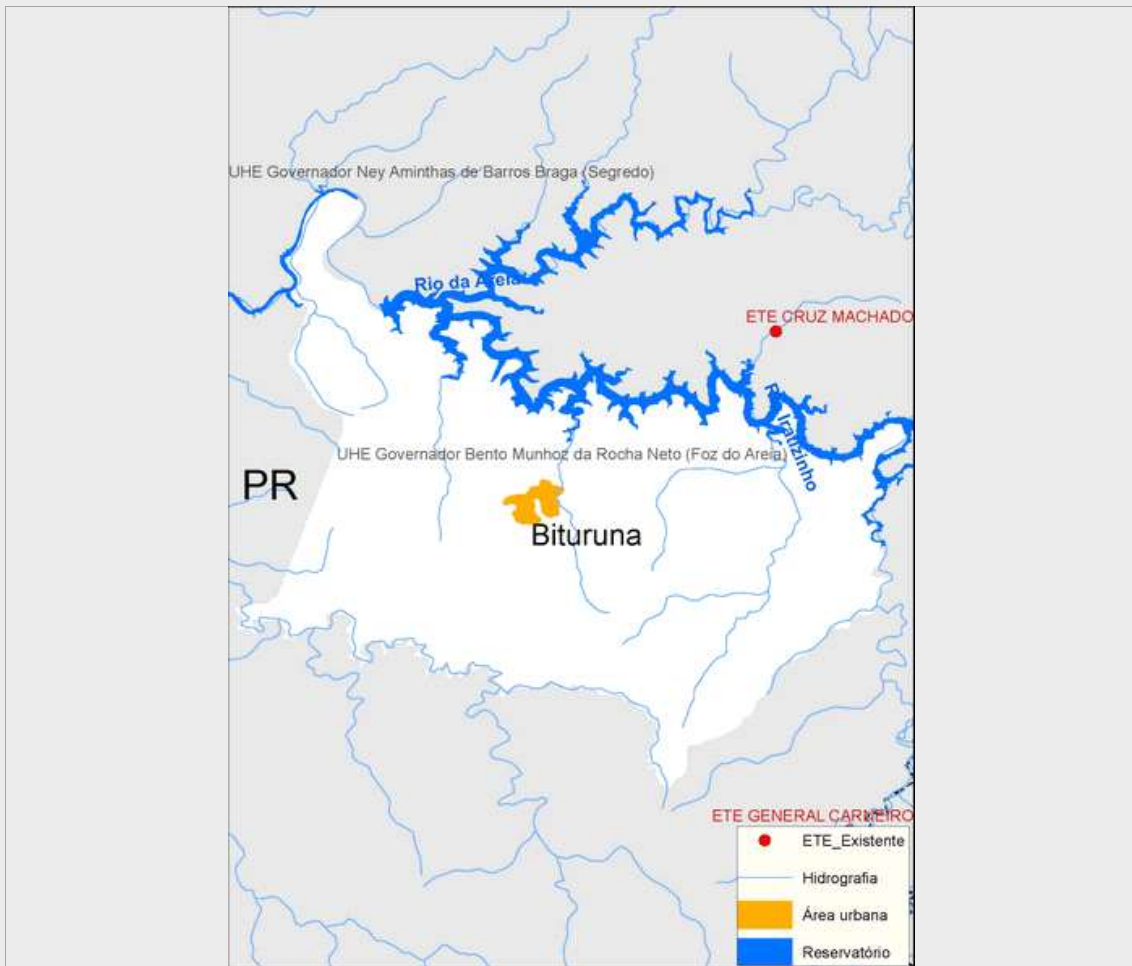 UHE Governador Ney Aminthas de Barros Braga (Segredo)
Rio da Areia
ETE CRUZ MACHADO
R. Iratizinho
UHE Governador Bento Munhoz da Rocha Neto (Foz do Areia)
PR
Bituruna
ETE GENERAL CARNEIRO
ETE_Existente
Hidrografia
Área urbana
Reservatório